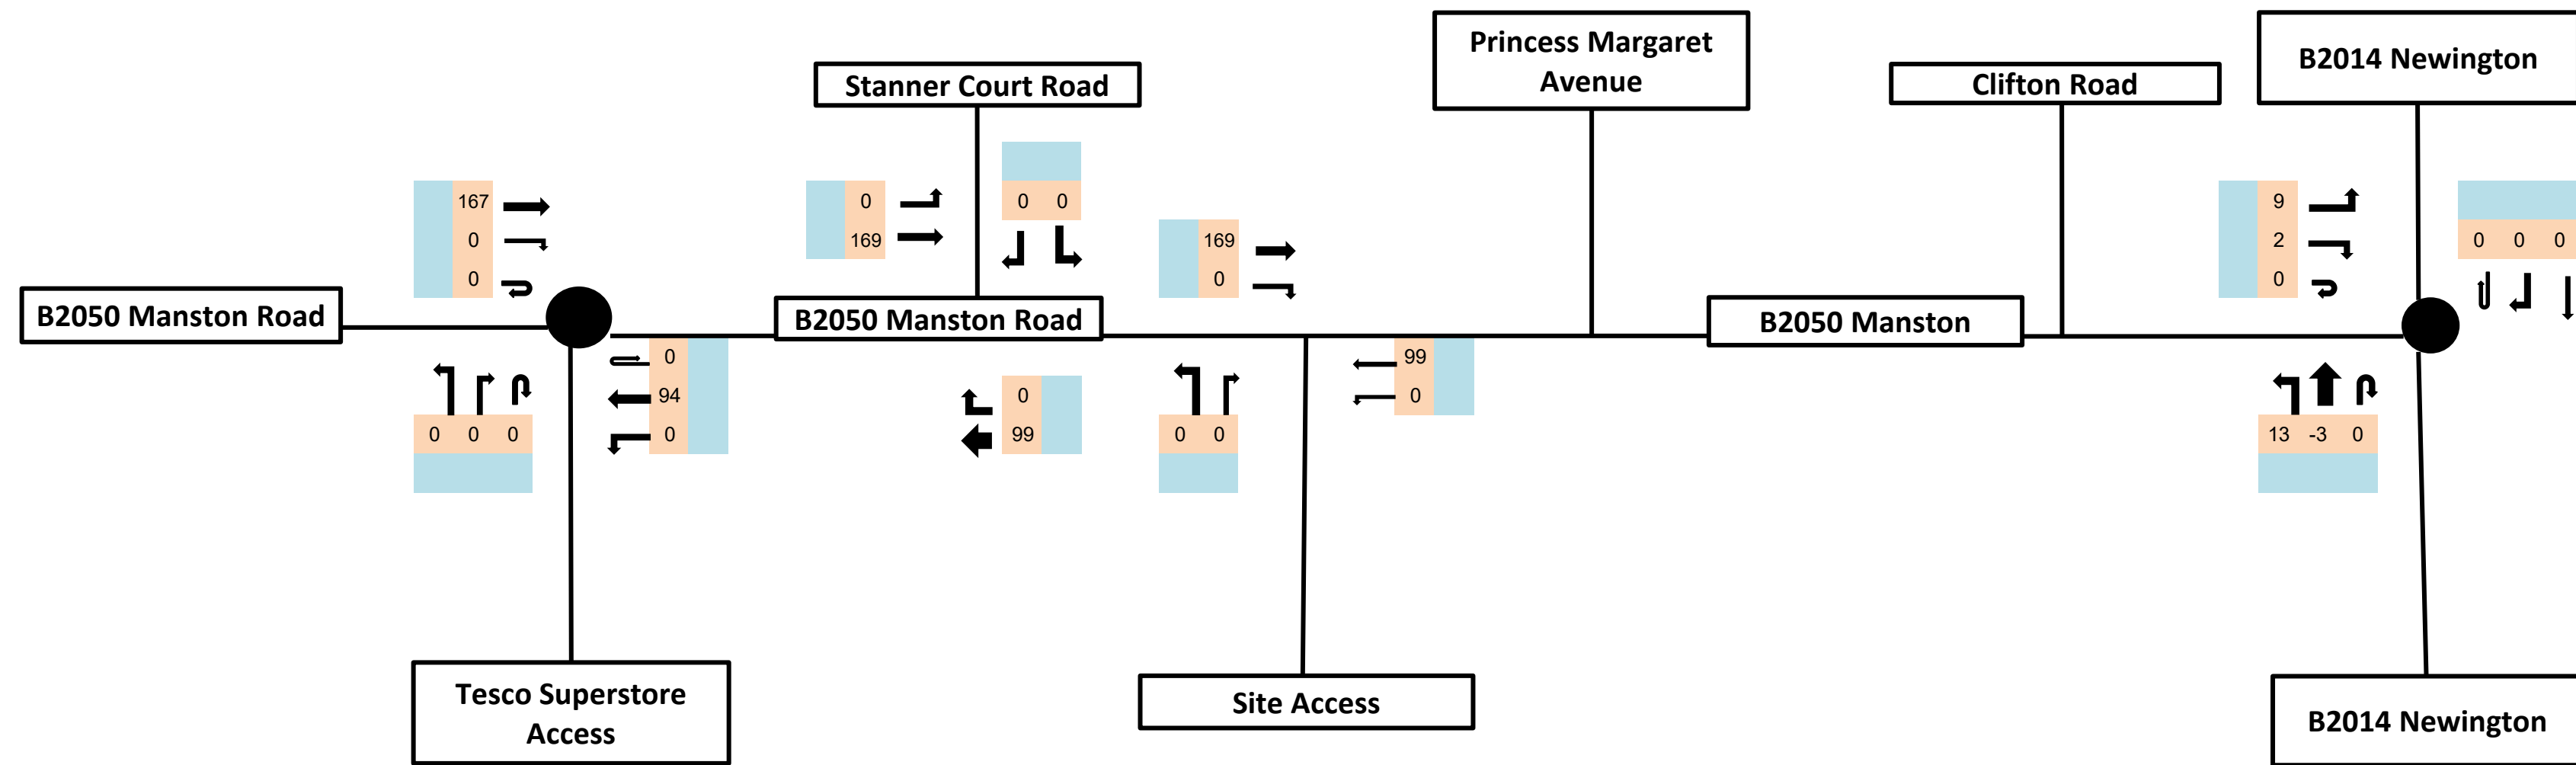 Princess Margaret
Avenue
B2014 Newington
Stanner Court Road
Clifton Road
167
0
0
0
169
0 0
169
0
9
2
0
0 0 0
B2050 Manston Road
B2050 Manston Road
B2050 Manston
0
94
0
0 0 0
0
99
0 0
99
0
13 -3 0
Tesco Superstore
Access
Site Access
B2014 Newington